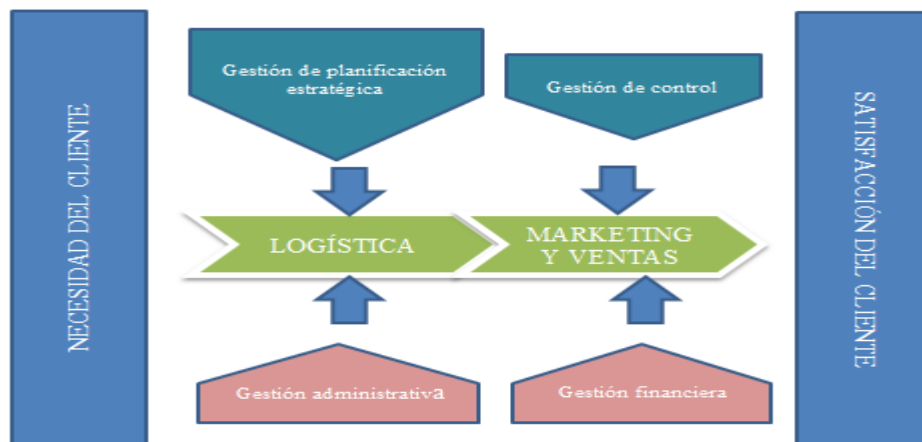 NECESIDAD DEL CLIENTE
Gestión de planificación
estratégica
Gestión de control
LOGÍSTICA
MARKETING
Y VENTAS
Gestión administrativa
Gestión financiera
SATISFACCIÓN DEL CLIENTE